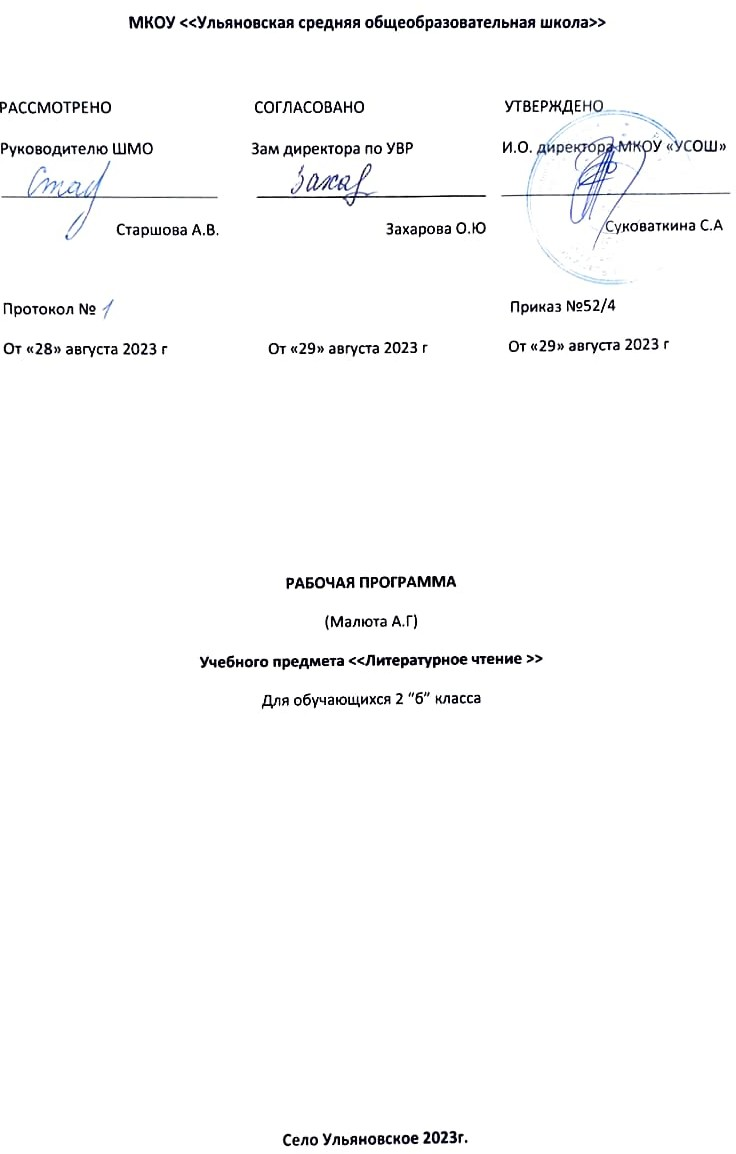 МКОУ <<Ульяновская средняя общеобразовательная школа>>
РАССМОТРЕНО СОГЛАСОВАНО УТВЕРЖДЕНО
Руководителю ШМО Зам директора по УВР И.О. директора МКОУ «УСОШ»
Старшова А.В. Захарова О.Ю Суковаткина С.А
Протокол № 1 Приказ №52/4
От «28» августа 2023 г От «29» августа 2023 г От «29» августа 2023 г
РАБОЧАЯ ПРОГРАММА
(Малюта А.Г)
Учебного предмета <<Литературное чтение >>
Для обучающихся 2 "б" класса
Село Ульяновское 2023г.